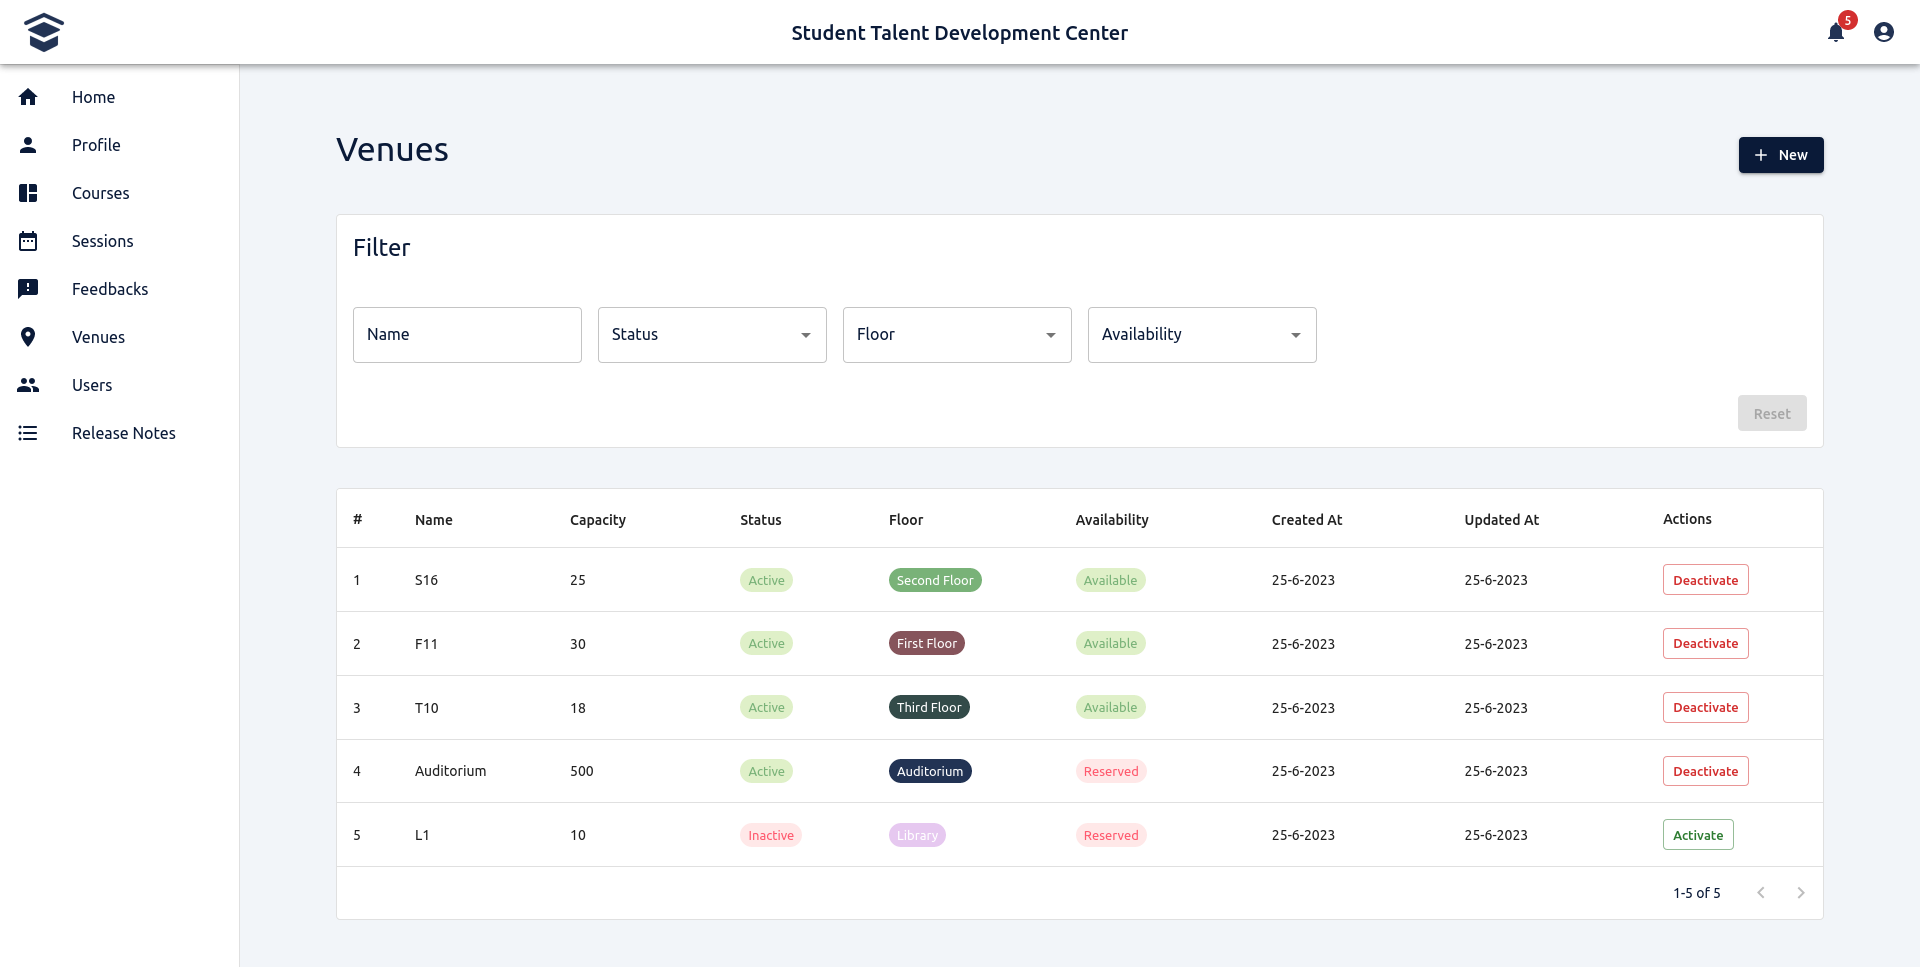 Student Talent Development Center
5
Home
Profile
Courses
Sessions
Feedbacks
Venues
Users
Release Notes
Venues
New
Filter
Name
Status
Floor
Availability
Reset
# Name Capacity Status Floor Availability Created At Updated At Actions
1 S16 25 Active Second Floor Available 25-6-2023 25-6-2023 Deactivate
2 F11 30 Active First Floor Available 25-6-2023 25-6-2023 Deactivate
3 T10 18 Active Third Floor Available 25-6-2023 25-6-2023 Deactivate
4 Auditorium 500 Active Auditorium Reserved 25-6-2023 25-6-2023 Deactivate
5 L1 10 Inactive Library Reserved 25-6-2023 25-6-2023 Activate
1-5 of 5